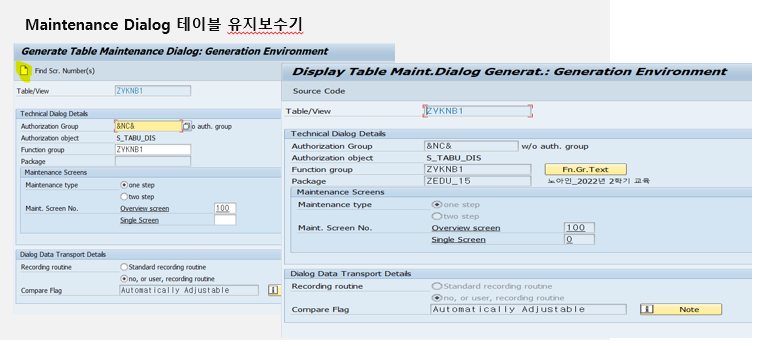 Maintenance Dialog 테이블 유지보수기
Generate Table Maintenance Dialog: Generation Environment
Find Scr. Number(s)
Table/View ZYKNB1
Technical Dialog Details
Authorization Group &NC& o auth. group
Authorization object S_TABU_DIS
Function group ZYKNB1
Package
Maintenance Screens
Maintenance type one step
two step
Maint. Screen No. Overview screen 100
Single Screen
Dialog Data Transport Details
Recording routine Standard recording routine
no, or user, recording routine
Compare Flag Automatically Adjustable
Display Table Maint.Dialog Generat.: Generation Environment
Source Code
Table/View ZYKNB1
Technical Dialog Details
Authorization Group &NC& w/o auth. group
Authorization object S_TABU_DIS
Function group ZYKNB1 Fn.Gr.Text
Package ZEDU_15 노아인_2022년 2학기 교육
Maintenance Screens
Maintenance type one step
two step
Maint. Screen No. Overview screen 100
Single Screen 0
Dialog Data Transport Details
Recording routine Standard recording routine
no, or user, recording routine
Compare Flag Automatically Adjustable Note